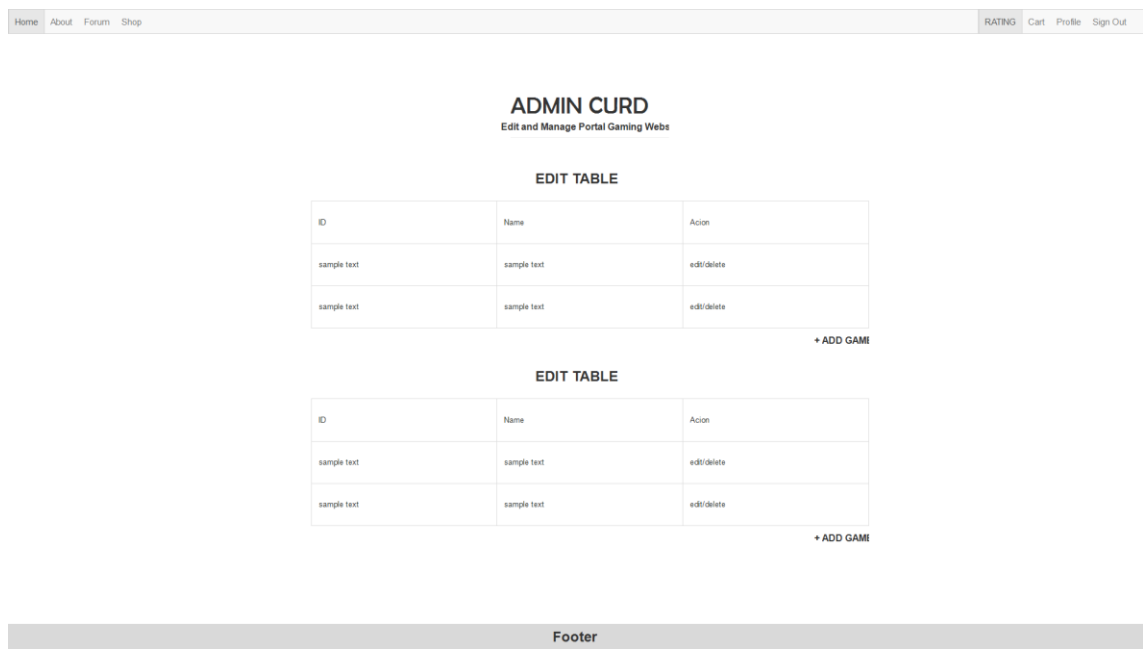 Home About Forum Shop RATING Cart Profile Sign Out
ADMIN CURD
Edit and Manage Portal Gaming Webs
EDIT TABLE
ID Name Acion
sample text sample text edit/delete
sample text sample text edit/delete
+ ADD GAME
EDIT TABLE
ID Name Acion
sample text sample text edit/delete
sample text sample text edit/delete
+ ADD GAME
Footer